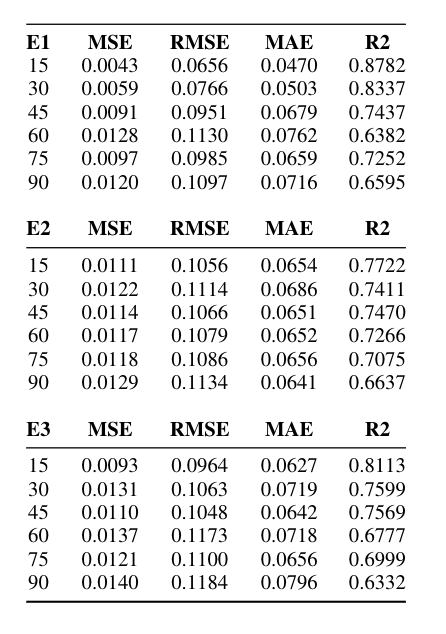 E1 MSE RMSE MAE R2
15 0.0043 0.0656 0.0470 0.8782
30 0.0059 0.0766 0.0503 0.8337
45 0.0091 0.0951 0.0679 0.7437
60 0.0128 0.1130 0.0762 0.6382
75 0.0097 0.0985 0.0659 0.7252
90 0.0120 0.1097 0.0716 0.6595
E2 MSE RMSE MAE R2
15 0.0111 0.1056 0.0654 0.7722
30 0.0122 0.1114 0.0686 0.7411
45 0.0114 0.1066 0.0651 0.7470
60 0.0117 0.1079 0.0652 0.7266
75 0.0118 0.1086 0.0656 0.7075
90 0.0129 0.1134 0.0641 0.6637
E3 MSE RMSE MAE R2
15 0.0093 0.0964 0.0627 0.8113
30 0.0131 0.1063 0.0719 0.7599
45 0.0110 0.1048 0.0642 0.7569
60 0.0137 0.1173 0.0718 0.6777
75 0.0121 0.1100 0.0656 0.6999
90 0.0140 0.1184 0.0796 0.6332